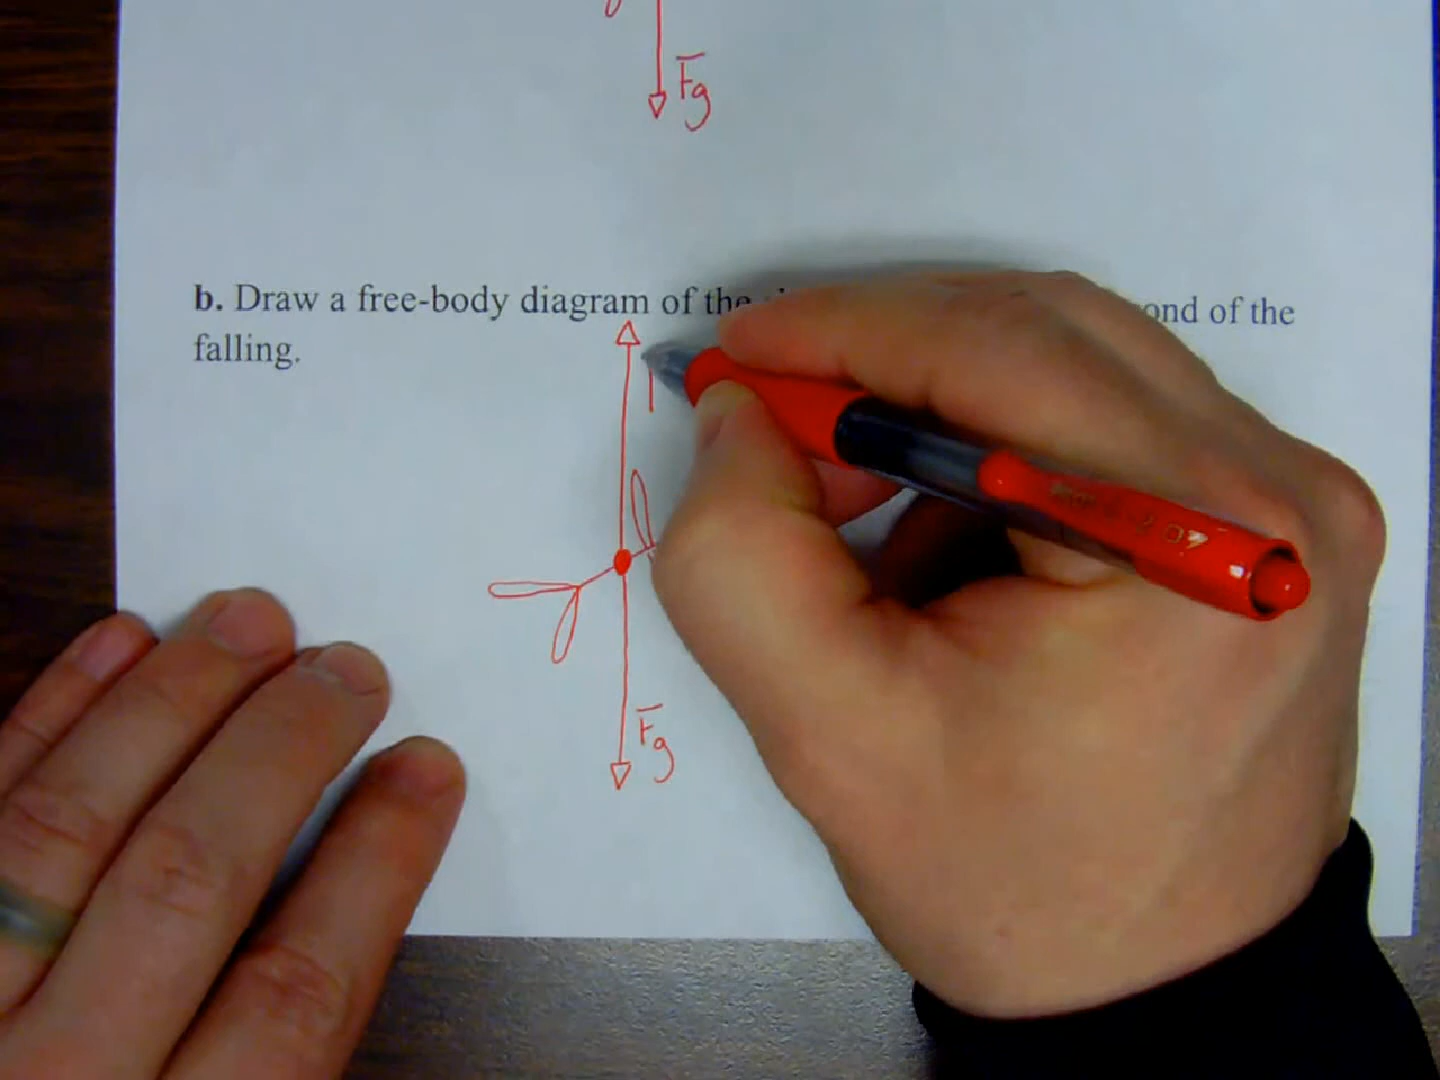 Fg
b. Draw a free-body diagram of the ond of the
falling.
Fg